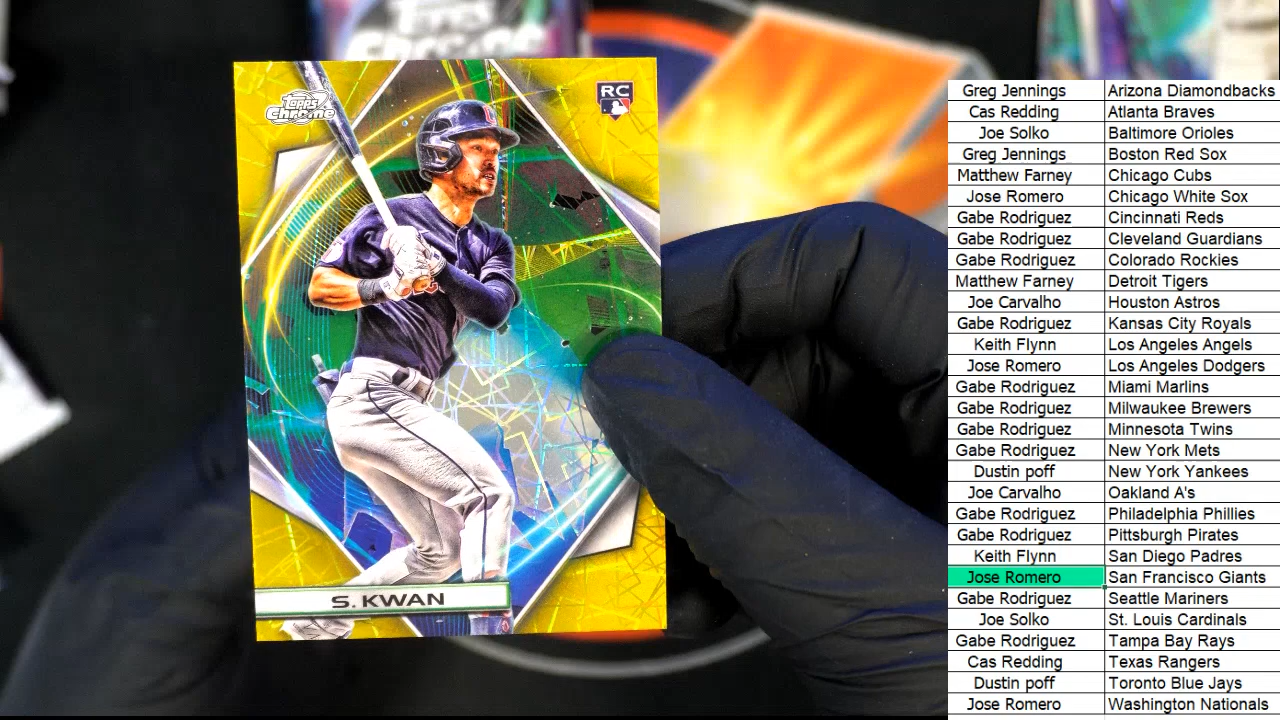 Topps
Chrome
Topps
Chrome
RC
S. KWAN
Greg Jennings Arizona Diamondbacks
Cas Redding Atlanta Braves
Joe Solko Baltimore Orioles
Greg Jennings Boston Red Sox
Matthew Farney Chicago Cubs
Jose Romero Chicago White Sox
Gabe Rodriguez Cincinnati Reds
Gabe Rodriguez Cleveland Guardians
Gabe Rodriguez Colorado Rockies
Matthew Farney Detroit Tigers
Joe Carvalho Houston Astros
Gabe Rodriguez Kansas City Royals
Keith Flynn Los Angeles Angels
Jose Romero Los Angeles Dodgers
Gabe Rodriguez Miami Marlins
Gabe Rodriguez Milwaukee Brewers
Gabe Rodriguez Minnesota Twins
Gabe Rodriguez New York Mets
Dustin poff New York Yankees
Joe Carvalho Oakland A's
Gabe Rodriguez Philadelphia Phillies
Gabe Rodriguez Pittsburgh Pirates
Keith Flynn San Diego Padres
Jose Romero San Francisco Giants
Gabe Rodriguez Seattle Mariners
Joe Solko St. Louis Cardinals
Gabe Rodriguez Tampa Bay Rays
Cas Redding Texas Rangers
Dustin poff Toronto Blue Jays
Jose Romero Washington Nationals